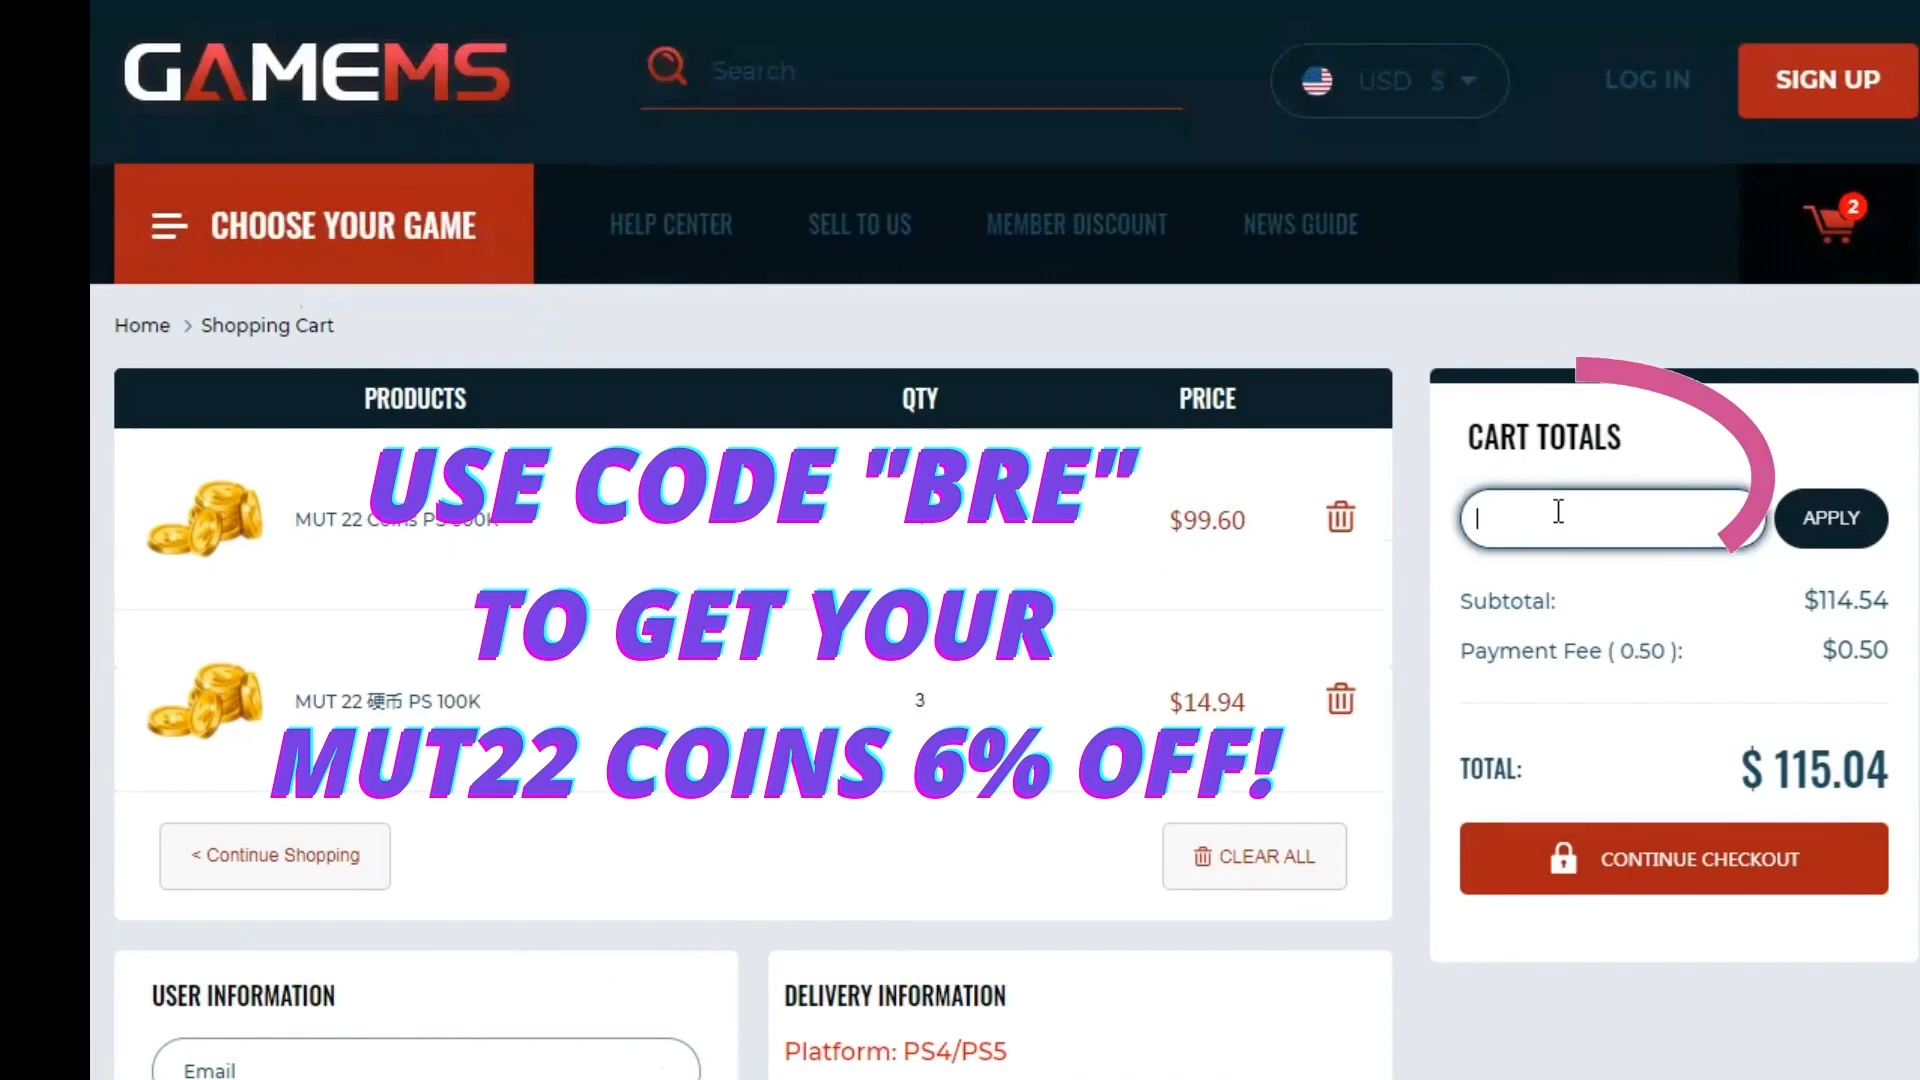 GAMEMS
Search
USD $
LOG IN
SIGN UP
CHOOSE YOUR GAME
HELP CENTER
SELL TO US
MEMBER DISCOUNT
NEWS GUIDE
2
Home > Shopping Cart
PRODUCTS
QTY
PRICE
USE CODE "BRE"
TO GET YOUR
MUT22 COINS 6% OFF!
MUT 22
$99.60
MUT 22 硬币 PS 100K
3
$14.94
< Continue Shopping
CLEAR ALL
CART TOTALS
APPLY
Subtotal:
$114.54
Payment Fee ( 0.50 ):
$0.50
TOTAL:
$ 115.04
CONTINUE CHECKOUT
USER INFORMATION
Email
DELIVERY INFORMATION
Platform: PS4/PS5